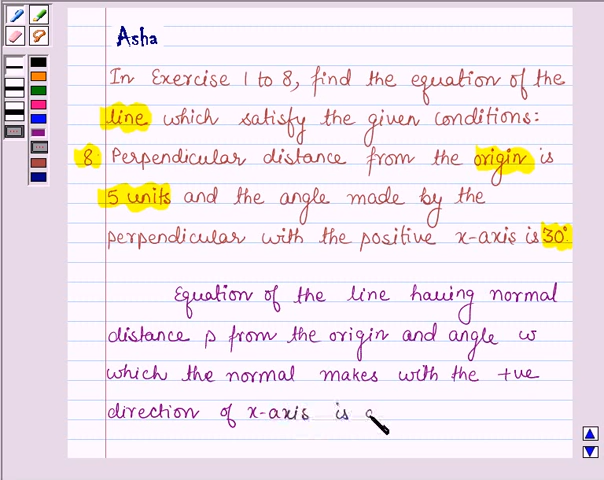 Asha
In Exercise 1 to 8, find the equation of the
line which satisfy the given conditions:
8 Perpendicular distance from the origin is
5 units and the angle made by the
perpendicular with the positive x-axis is 30°.
Equation of the line having normal
distance p from the origin and angle ω
which the normal makes with the +ve
direction of x-axis is